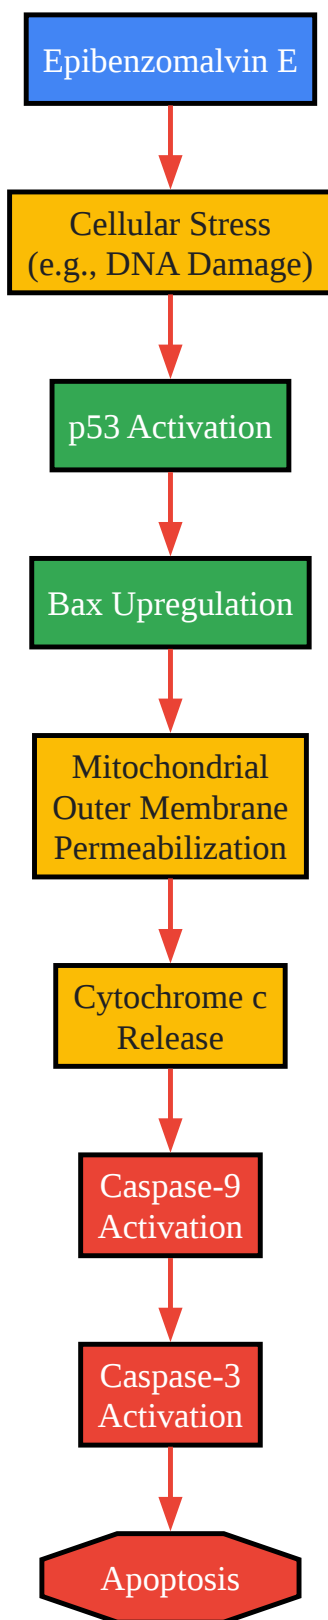 Epibenzomalvin E
Cellular Stress
(e.g., DNA Damage)
p53 Activation
Bax Upregulation
Mitochondrial
Outer Membrane
Permeabilization
Cytochrome c
Release
Caspase-9
Activation
Caspase-3
Activation
Apoptosis